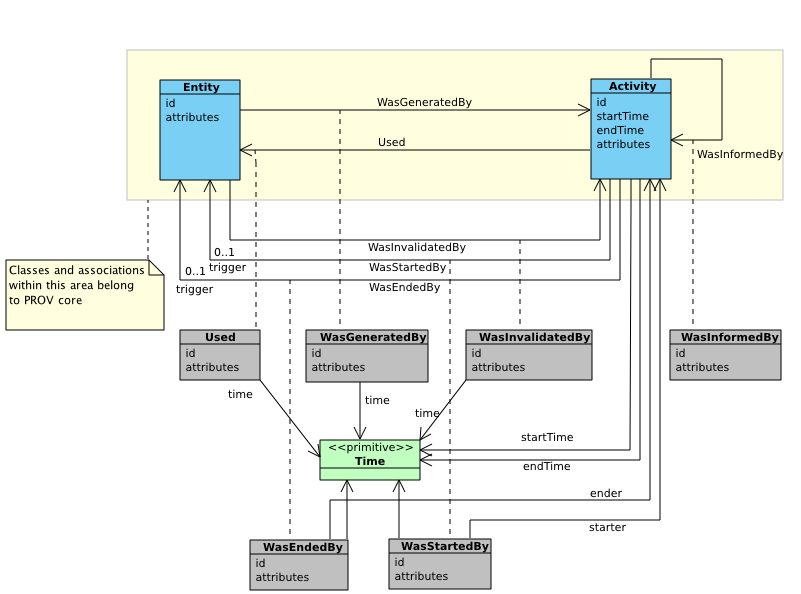 Entity
id
attributes
Activity
id
startTime
endTime
attributes
WasGeneratedBy
Used
WasInformedBy
WasInvalidatedBy
0..1
trigger
WasStartedBy
0..1
trigger
WasEndedBy
Classes and associations
within this area belong
to PROV core
Used
id
attributes
WasGeneratedBy
id
attributes
WasInvalidatedBy
id
attributes
WasInformedBy
id
attributes
time
time
time
<<primitive>>
Time
startTime
endTime
ender
starter
WasEndedBy
id
attributes
WasStartedBy
id
attributes